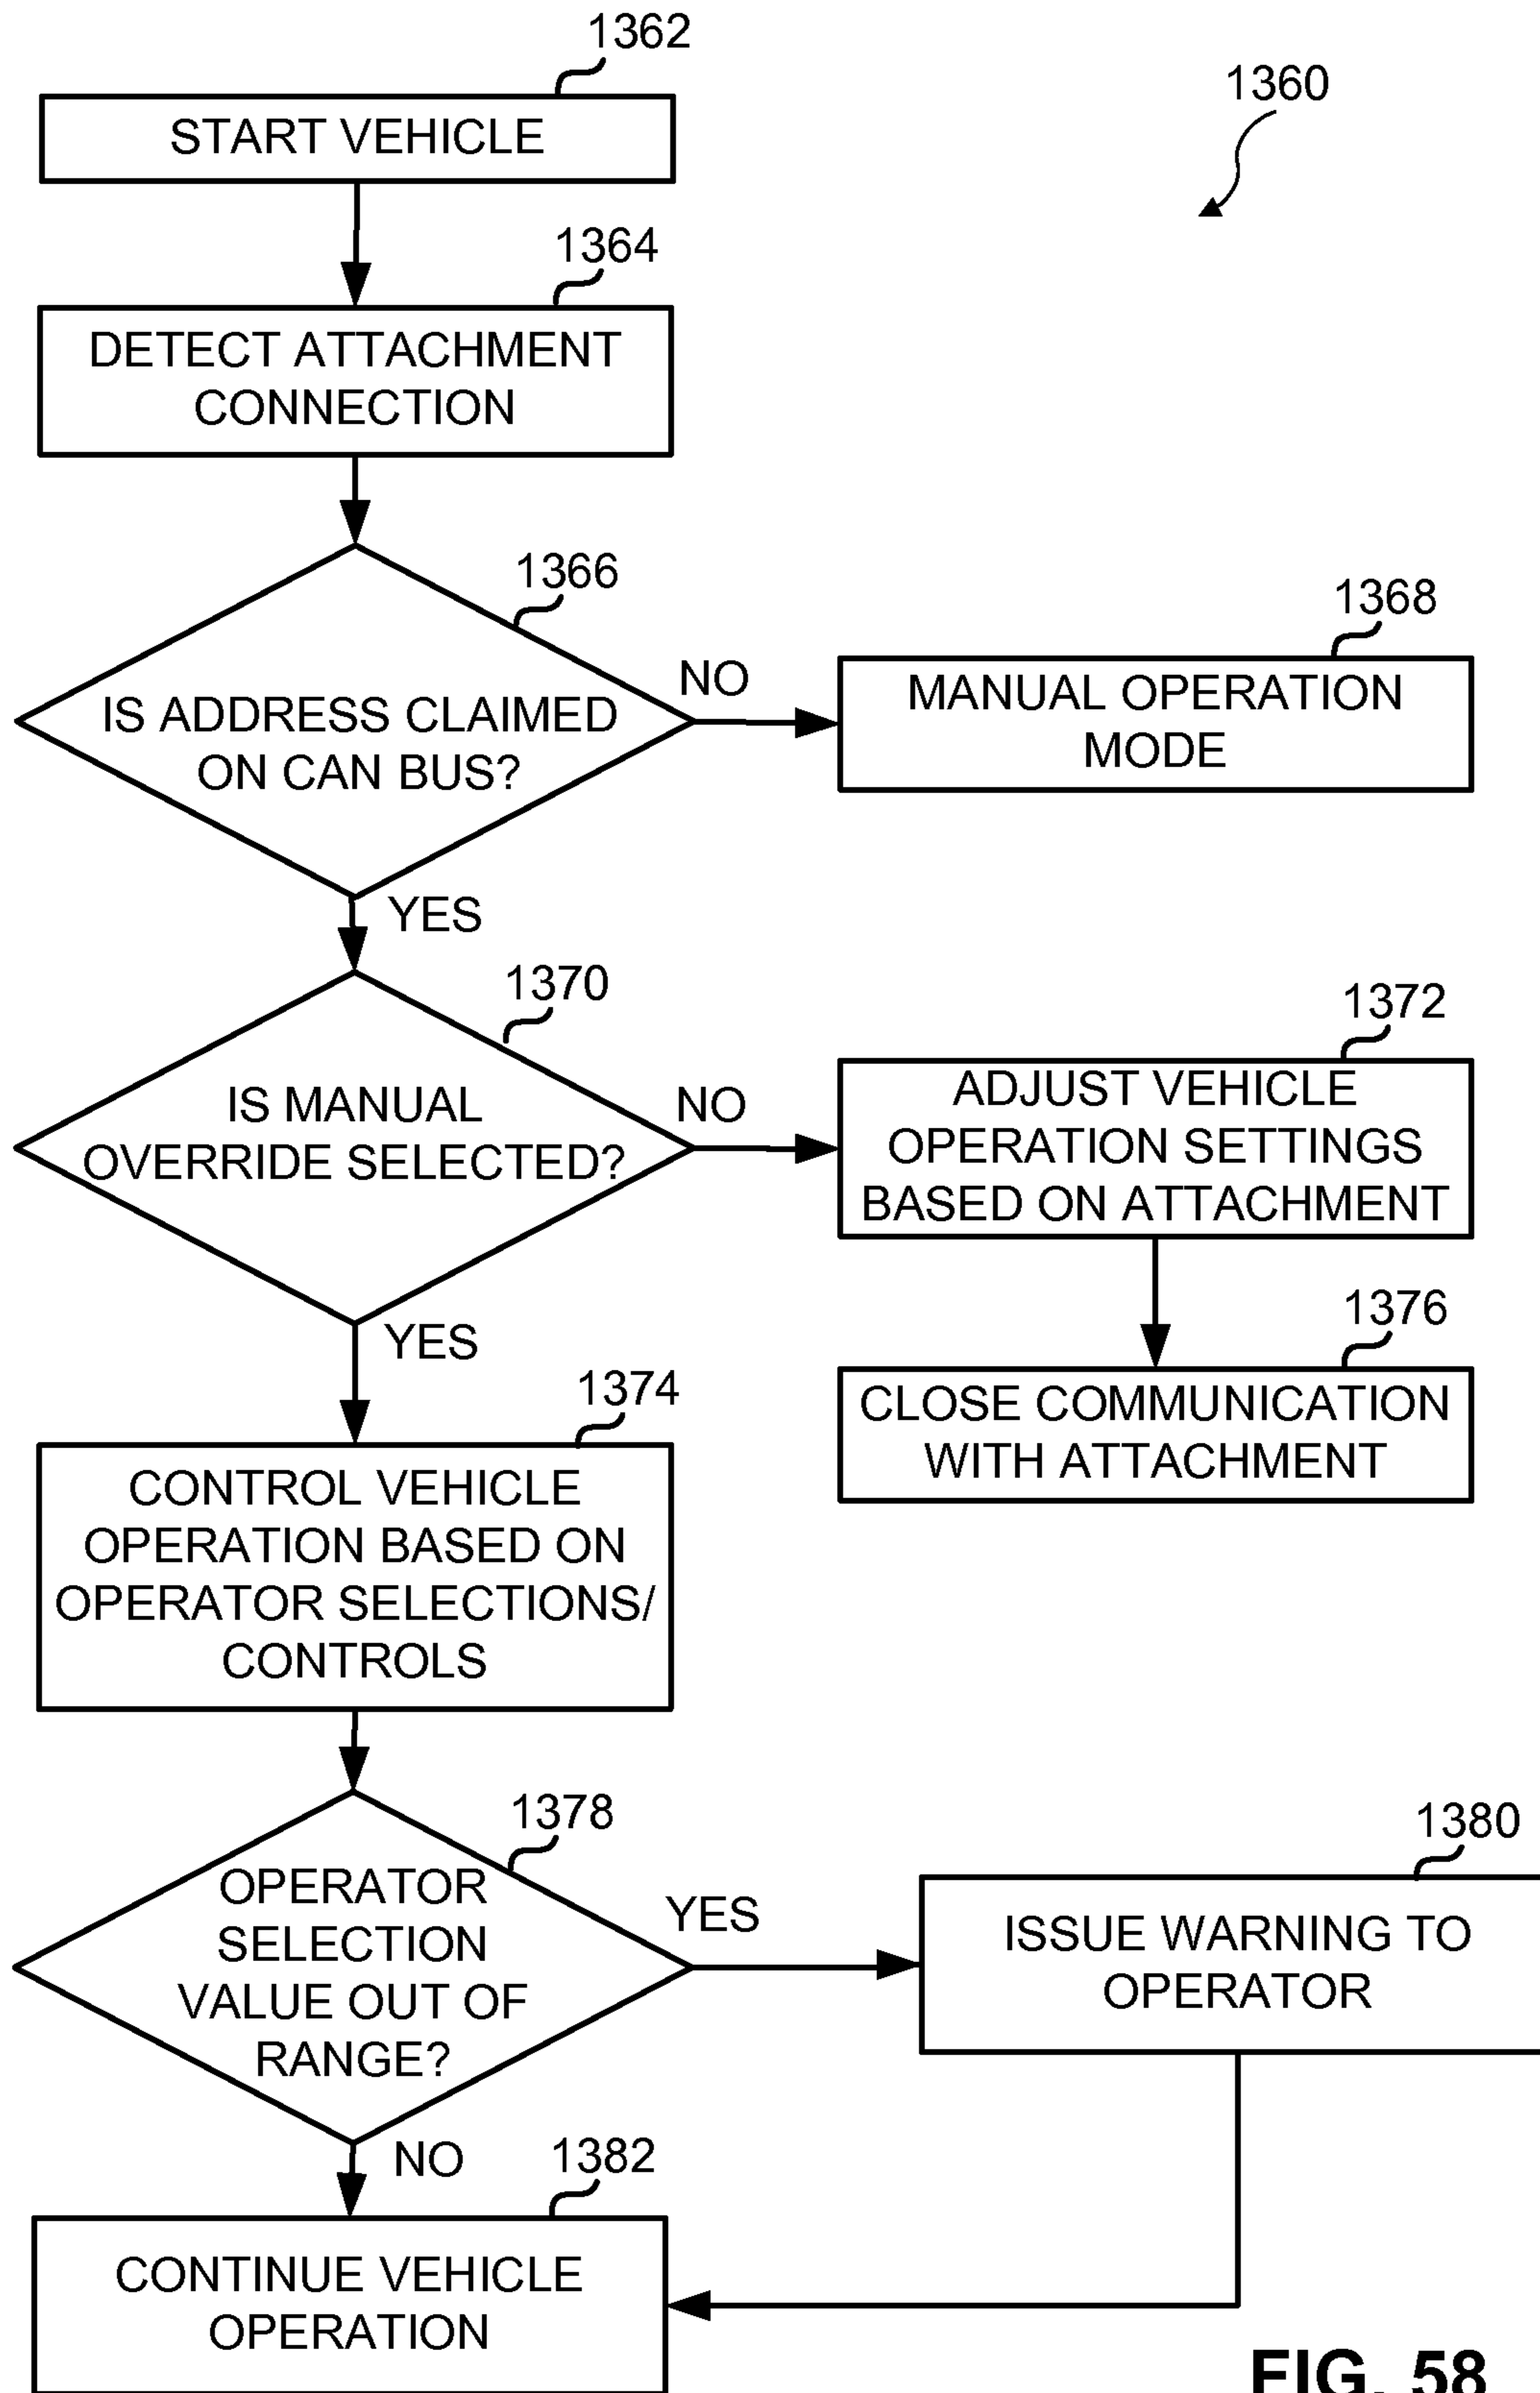 1362
1360
START VEHICLE
1364
DETECT ATTACHMENT
CONNECTION
1366
1368
IS ADDRESS CLAIMED
ON CAN BUS?
NO
MANUAL OPERATION
MODE
YES
1370
1372
IS MANUAL
OVERRIDE SELECTED?
NO
ADJUST VEHICLE
OPERATION SETTINGS
BASED ON ATTACHMENT
YES
1376
CLOSE COMMUNICATION
WITH ATTACHMENT
1374
CONTROL VEHICLE
OPERATION BASED ON
OPERATOR SELECTIONS/
CONTROLS
1378
1380
OPERATOR
SELECTION
VALUE OUT OF
RANGE?
YES
ISSUE WARNING TO
OPERATOR
NO
1382
CONTINUE VEHICLE
OPERATION
FIG. 58